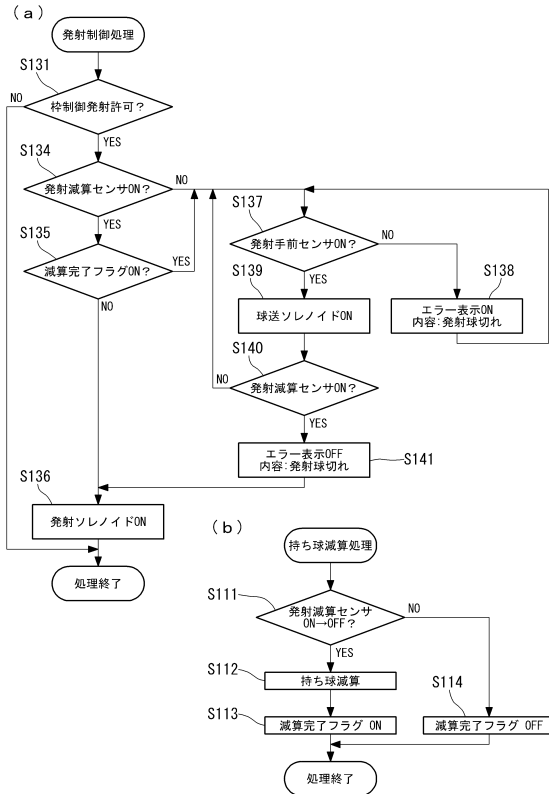 (a)
発射制御処理
S131
枠制御発射許可？
NO
YES
S134
発射減算センサON？
NO
YES
S135
減算完了フラグON？
YES
NO
S137
発射手前センサON？
NO
YES
S138
エラー表示ON
内容：発射球切れ
S139
球送ソレノイドON
S140
発射減算センサON？
NO
YES
エラー表示OFF
内容：発射球切れ
S141
S136
発射ソレノイドON
処理終了
(b)
持ち球減算処理
S111
発射減算センサ
ON→OFF？
NO
YES
S112
持ち球減算
S113
減算完了フラグ ON
S114
減算完了フラグ OFF
処理終了